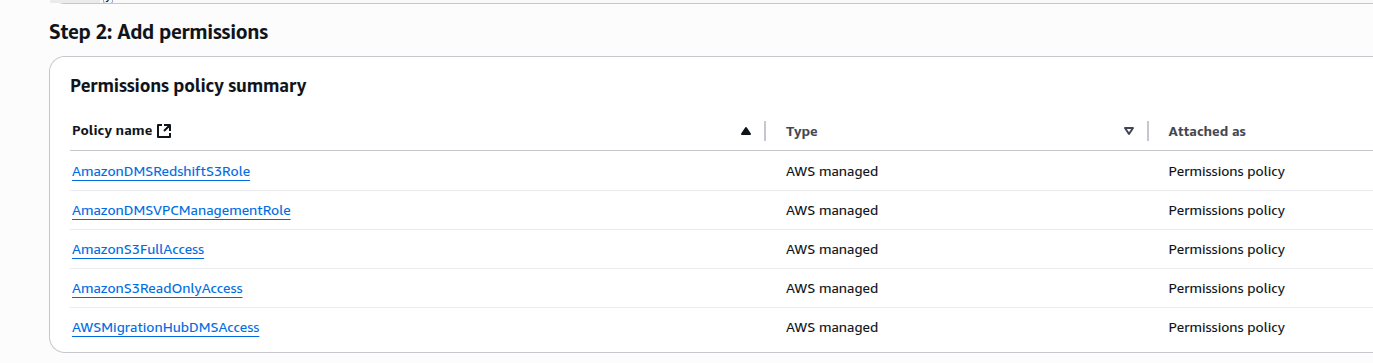 Step 2: Add permissions
Permissions policy summary
Policy name Type Attached as
AmazonDMSRedshiftS3Role AWS managed Permissions policy
AmazonDMSVPCManagementRole AWS managed Permissions policy
AmazonS3FullAccess AWS managed Permissions policy
AmazonS3ReadOnlyAccess AWS managed Permissions policy
AWSMigrationHubDMSAccess AWS managed Permissions policy